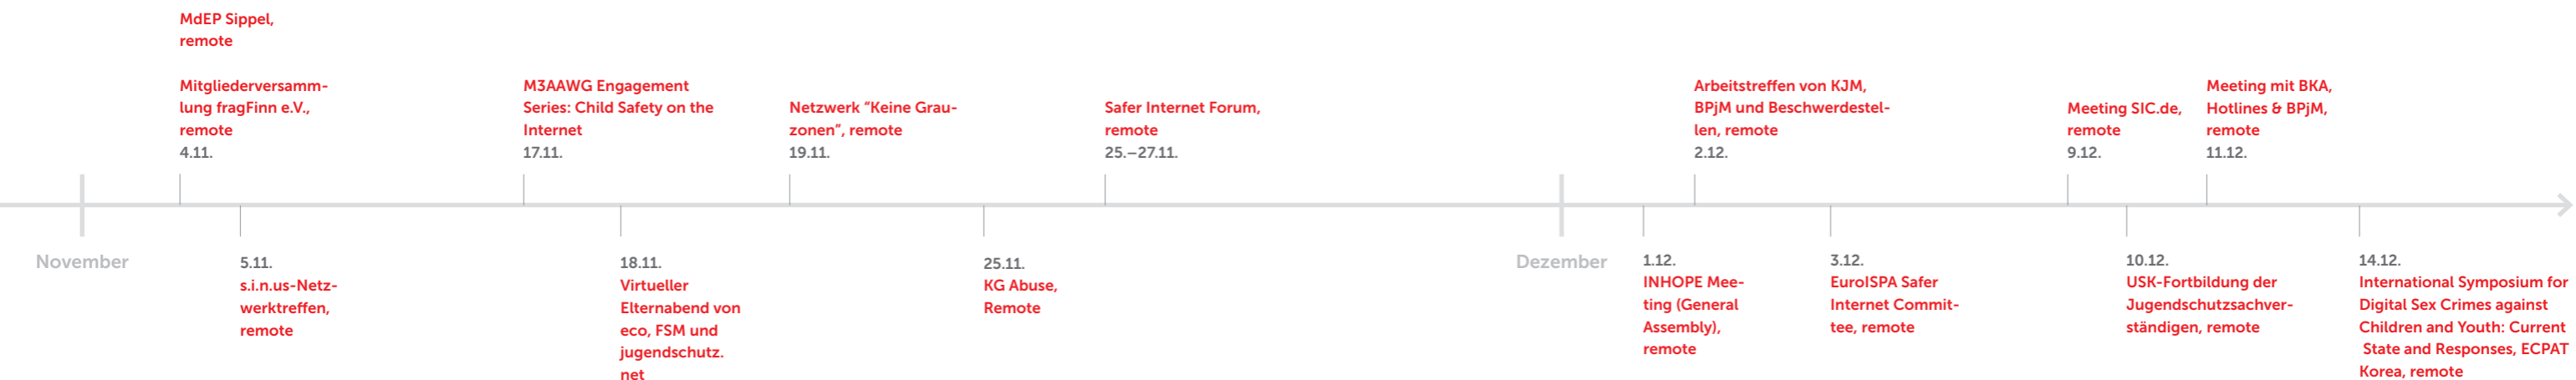 MdEP Sippel,
remote
Mitgliederversamm-
lung fragFinn e.V.,
remote
4.11.
5.11.
s.i.n.us-Netz-
werktreffen,
remote
M3AAWG Engagement
Series: Child Safety on the
Internet
17.11.
18.11.
Virtueller
Elternabend von
eco, FSM und
jugendschutz.
net
Netzwerk "Keine Grau-
zonen", remote
19.11.
25.11.
KG Abuse,
Remote
Safer Internet Forum,
remote
25.–27.11.
November
Dezember
1.12.
INHOPE Mee-
ting (General
Assembly),
remote
Arbeitstreffen von KJM,
BPjM und Beschwerdestel-
len, remote
2.12.
3.12.
EuroISPA Safer
Internet Commit-
tee, remote
Meeting SIC.de,
remote
9.12.
10.12.
USK-Fortbildung der
Jugendschutzsachver-
ständigen, remote
Meeting mit BKA,
Hotlines & BPjM,
remote
11.12.
14.12.
International Symposium for
Digital Sex Crimes against
Children and Youth: Current
State and Responses, ECPAT
Korea, remote